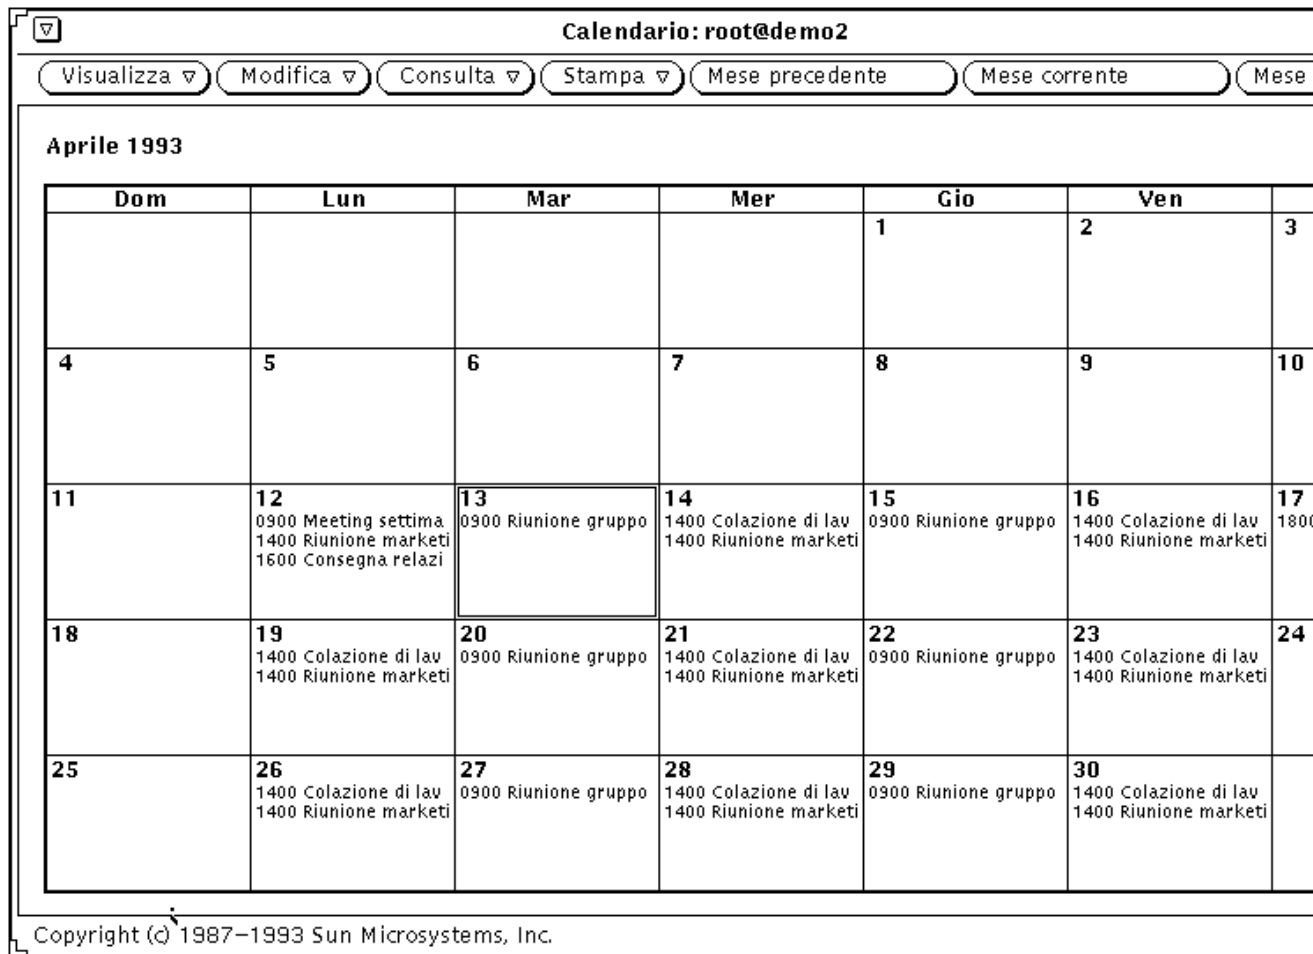 Calendario: root@demo2
Visualizza Modifica Consulta Stampa Mese precedente Mese corrente Mese
Aprile 1993
Dom Lun Mar Mer Gio Ven
1 2 3
4 5 6 7 8 9 10
11 12 13 14 15 16 17
0900 Meeting settima 0900 Riunione gruppo 1400 Colazione di lav 0900 Riunione gruppo 1400 Colazione di lav 1800
1400 Riunione marketi 1400 Riunione marketi 1400 Riunione marketi
1600 Consegna relazi
18 19 20 21 22 23 24
1400 Colazione di lav 0900 Riunione gruppo 1400 Colazione di lav 0900 Riunione gruppo 1400 Colazione di lav
1400 Riunione marketi 1400 Riunione marketi 1400 Riunione marketi
25 26 27 28 29 30
1400 Colazione di lav 0900 Riunione gruppo 1400 Colazione di lav 0900 Riunione gruppo 1400 Colazione di lav
1400 Riunione marketi 1400 Riunione marketi 1400 Riunione marketi
Copyright (c) 1987–1993 Sun Microsystems, Inc.